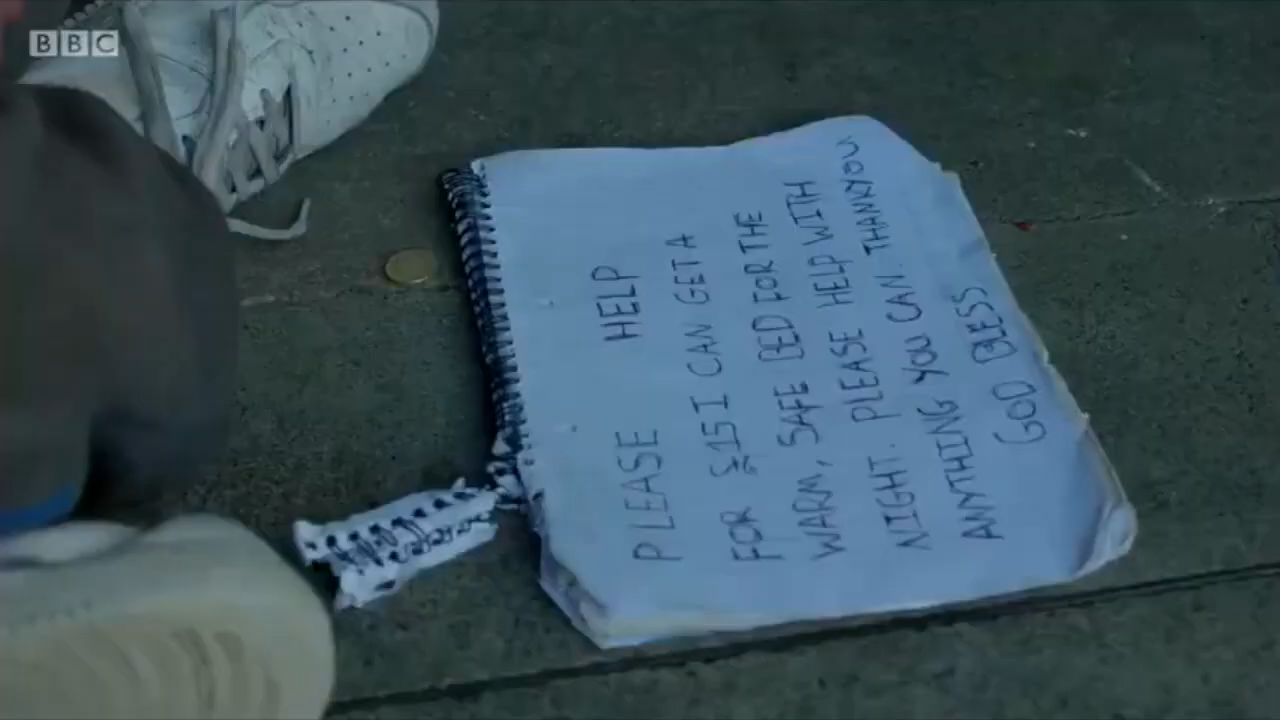 BBC
PLEASE HELP
FOR £15 I CAN GET A
WARM, SAFE BED FOR THE
NIGHT. PLEASE HELP WITH
ANYTHING YOU CAN. THANKYOU
GOD BLESS